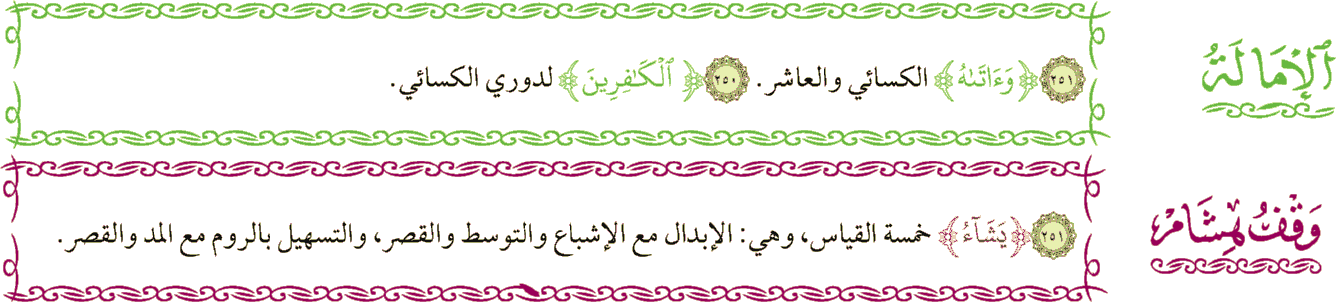 ٱلْإِمَالَةُ
٢٥١ ﴿وَءَاتَىٰهُ﴾ الكسائي والعاشر. ٢٥٠ ﴿ٱلْكَـٰفِرِينَ﴾ لدوري الكسائي.
وَقْفُ هِشَامٍ
٢٥١ ﴿يَشَآءُ﴾ خمسة القياس، وهي: الإبدال مع الإشباع والتوسط والقصر، والتسهيل بالروم مع المد والقصر.